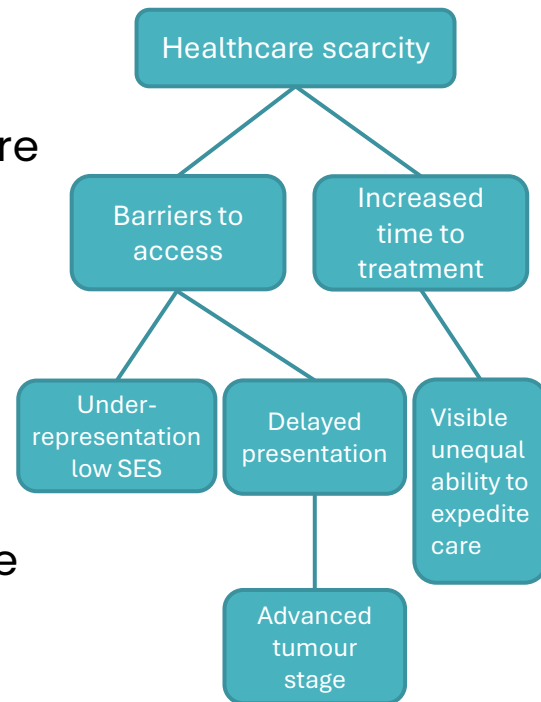 Healthcare scarcity
re
Barriers to
access
Increased
time to
treatment
Under-
representation
low SES
Delayed
presentation
Visible
unequal
ability to
expedite
care
e
Advanced
tumour
stage